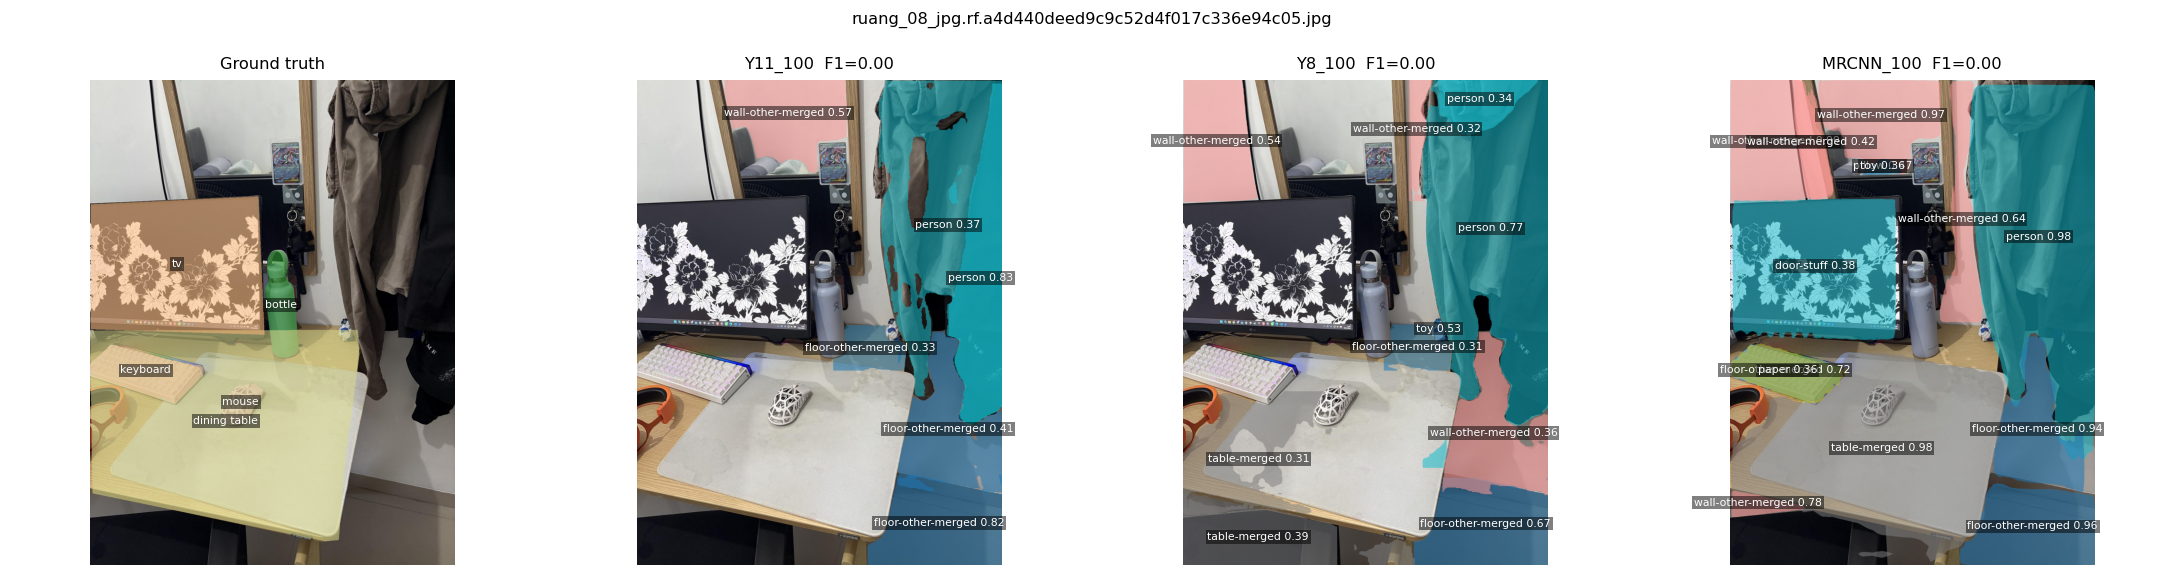 ruang_08_jpg.rf.a4d440deed9c9c52d4f017c336e94c05.jpg
Ground truth
tv
bottle
keyboard
mouse
dining table
Y11_100 F1=0.00
wall-other-merged 0.57
person 0.37
person 0.83
floor-other-merged 0.33
floor-other-merged 0.41
floor-other-merged 0.82
Y8_100 F1=0.00
person 0.34
wall-other-merged 0.32
wall-other-merged 0.54
person 0.77
toy 0.53
floor-other-merged 0.31
wall-other-merged 0.36
table-merged 0.31
floor-other-merged 0.67
table-merged 0.39
MRCNN_100 F1=0.00
wall-other-merged 0.97
wall-other-merged 0.42
toy 0.36
wall-other-merged 0.64
person 0.98
door-stuff 0.38
paper 0.36
0.72
floor-other-merged 0.94
table-merged 0.98
wall-other-merged 0.78
floor-other-merged 0.96